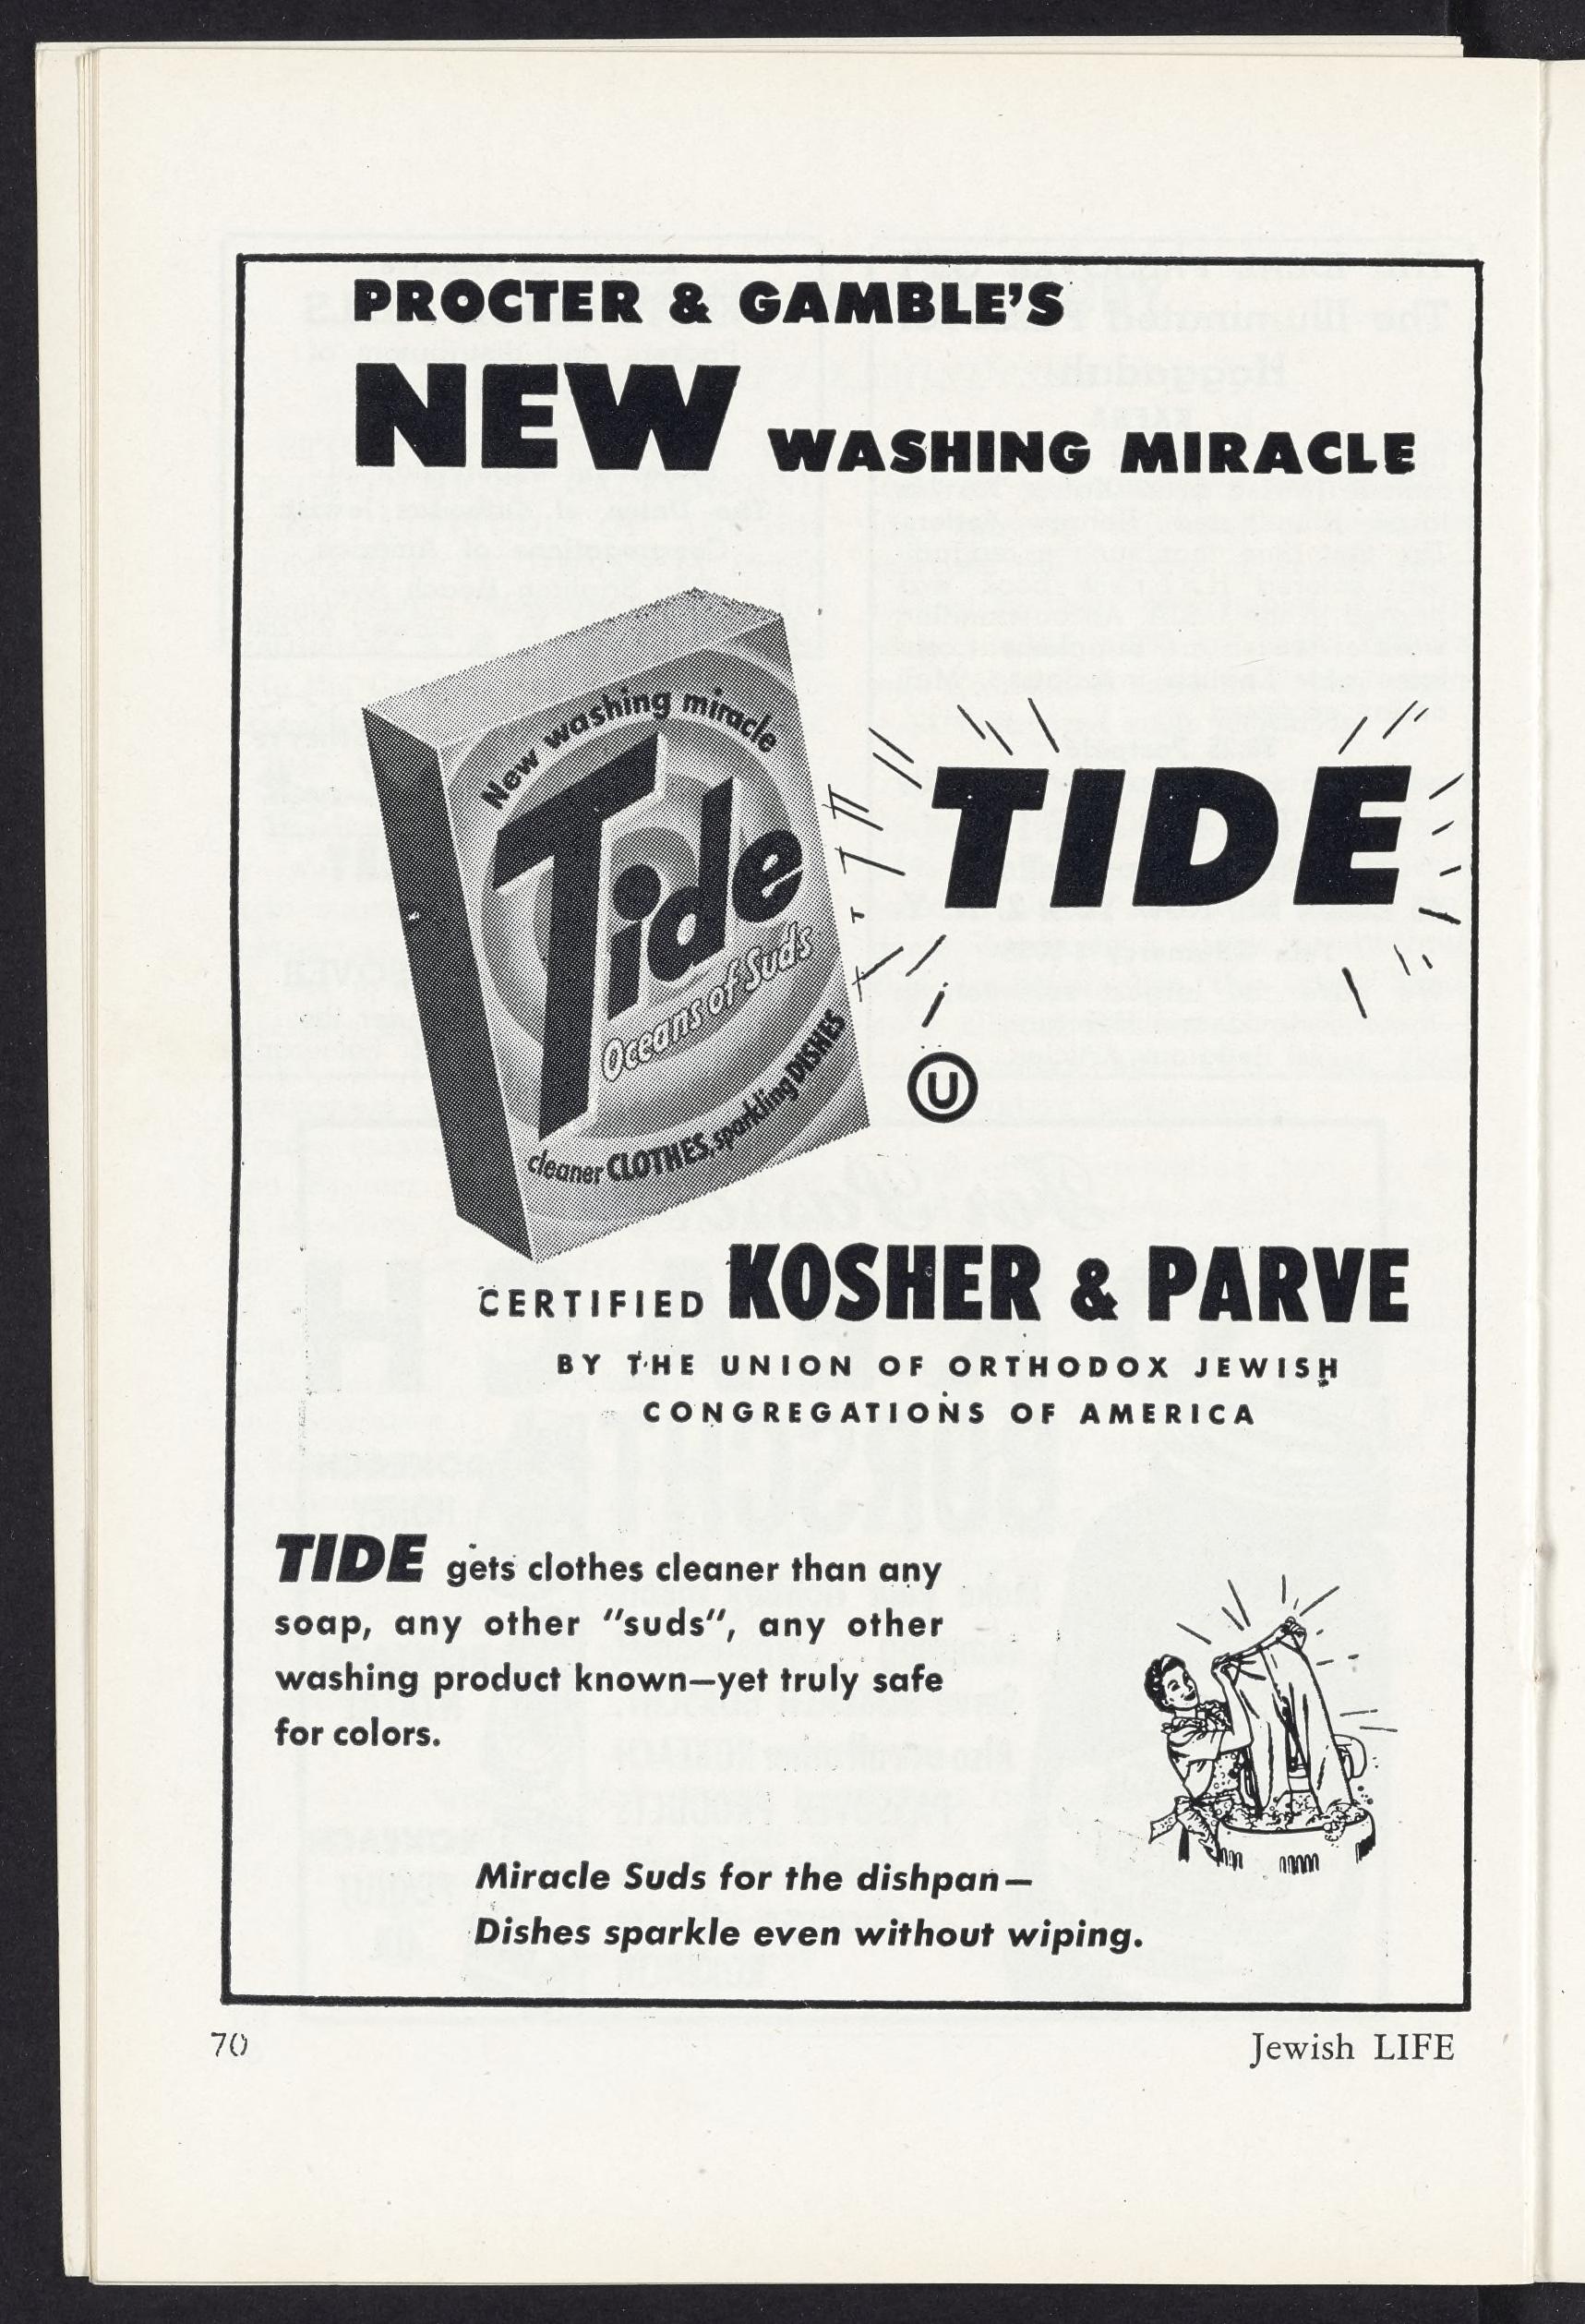 PROCTER & GAMBLE'S
NEW WASHING MIRACLE
New washing miracle
Tide
Oceans of Suds
cleaner CLOTHES, sparkling DISHES
TIDE
U
CERTIFIED KOSHER & PARVE
BY THE UNION OF ORTHODOX JEWISH
CONGREGATIONS OF AMERICA
TIDE gets clothes cleaner than any
soap, any other "suds", any other
washing product known—yet truly safe
for colors.
Miracle Suds for the dishpan—
Dishes sparkle even without wiping.
70
Jewish LIFE